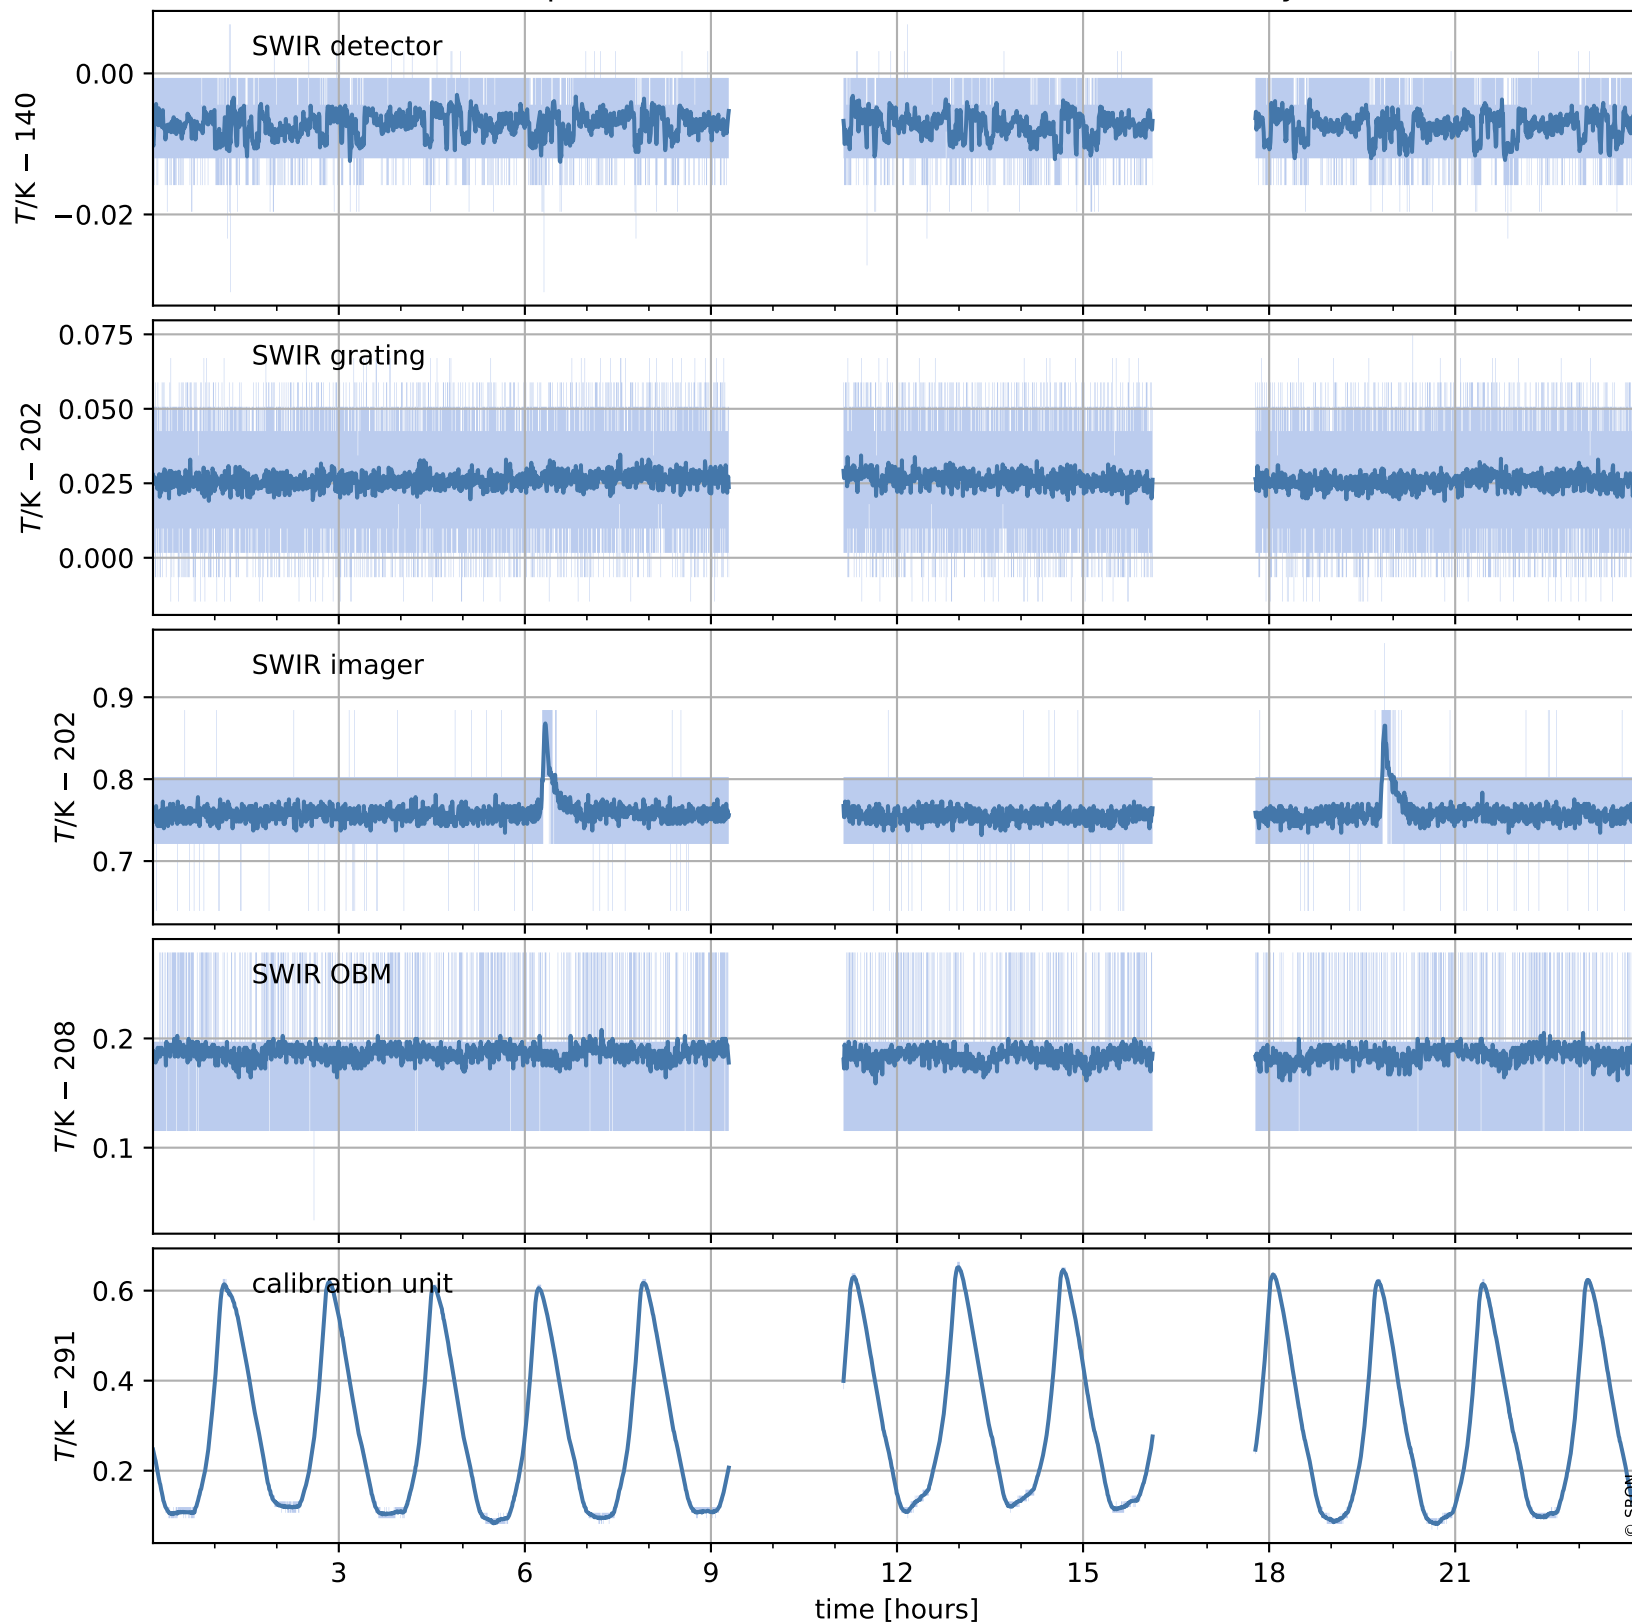 SWIR detector
0.00
−0.02
T/K − 140
SWIR grating
0.075
0.050
0.025
0.000
T/K − 202
SWIR imager
0.9
0.8
0.7
T/K − 202
SWIR OBM
0.2
0.1
T/K − 208
calibration unit
0.6
0.4
0.2
T/K − 291
3 6 9 12 15 18 21
time [hours]
© SRON